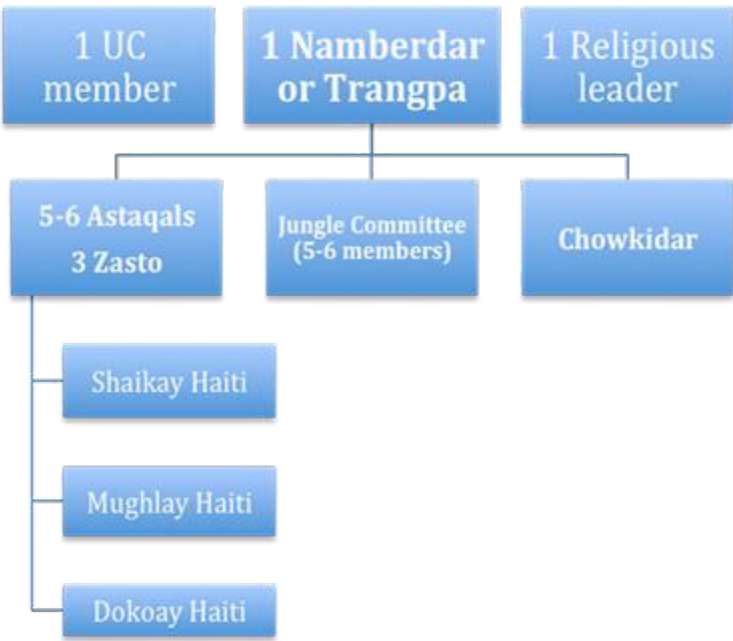 1 UC
member
1 Namberdar
or Trangpa
1 Religious
leader
5-6 Astaqals
3 Zasto
Jungle Committee
(5-6 members)
Chowkidar
Shaikay Haiti
Mughlay Haiti
Dokoay Haiti